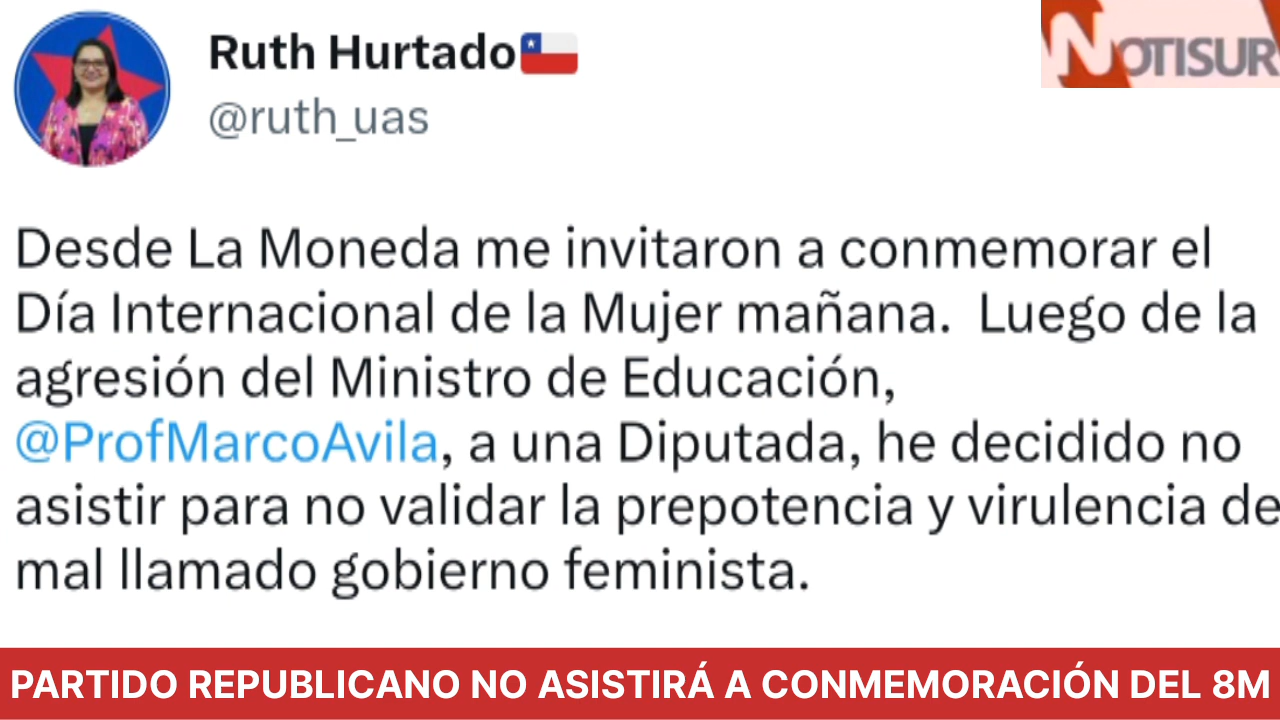 Ruth Hurtado
@ruth_uas
NOTISUR
Desde La Moneda me invitaron a conmemorar el
Día Internacional de la Mujer mañana. Luego de la
agresión del Ministro de Educación,
@ProfMarcoAvila, a una Diputada, he decidido no
asistir para no validar la prepotencia y virulencia de
mal llamado gobierno feminista.
PARTIDO REPUBLICANO NO ASISTIRÁ A CONMEMORACIÓN DEL 8M